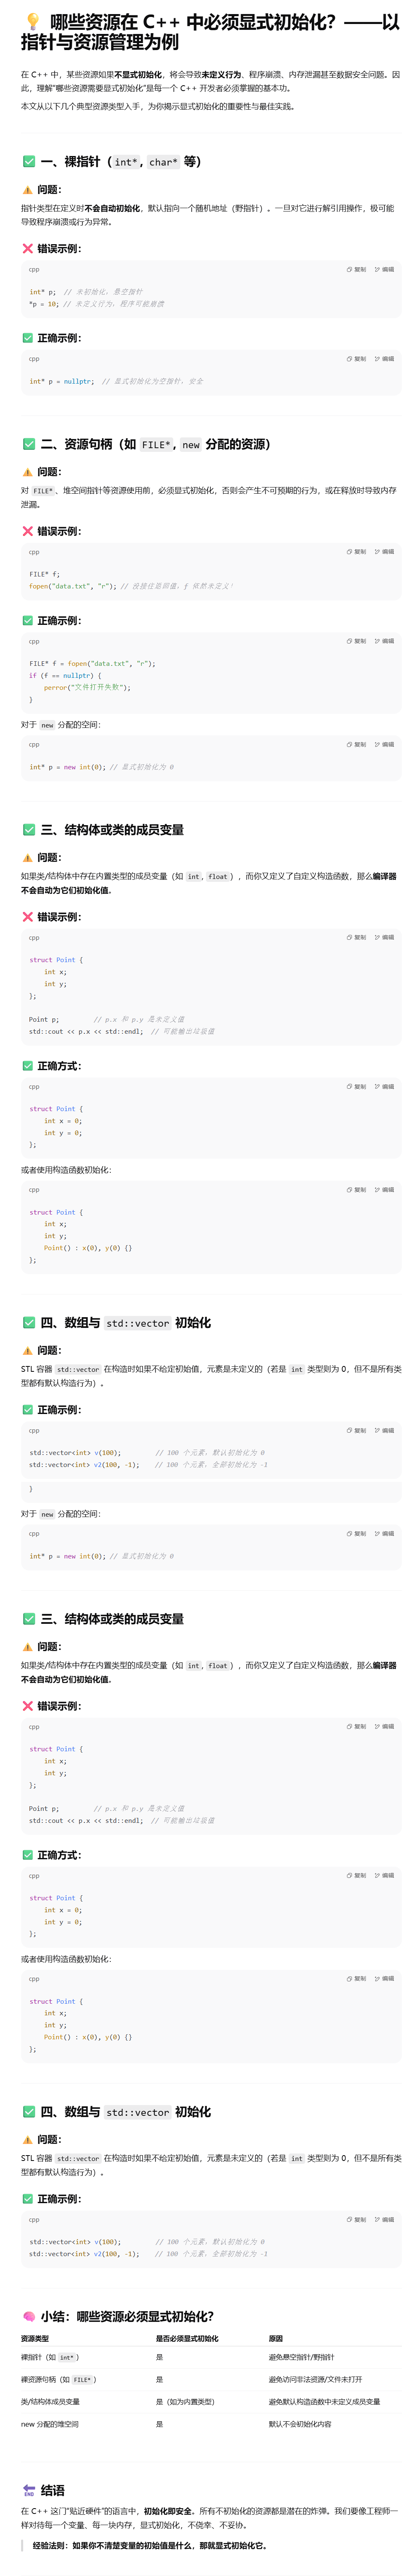 💡 哪些资源在 C++ 中必须显式初始化？——以
指针与资源管理为例
在 C++ 中，某些资源如果不显式初始化，将会导致未定义行为、程序崩溃、内存泄漏甚至数据安全问题。因
此，理解“哪些资源需要显式初始化”是每一个 C++ 开发者必须掌握的基本功。
本文从以下几个典型资源类型入手，为你揭示显式初始化的重要性与最佳实践。
✅ 一、裸指针（int*, char* 等）
⚠️ 问题：
指针类型在定义时不会自动初始化，默认指向一个随机地址（野指针）。一旦对它进行解引用操作，极可能
导致程序崩溃或行为异常。
❌ 错误示例：
cpp 复制 编辑
int* p;  // 未初始化，悬空指针
*p = 10; // 未定义行为，程序可能崩溃
✅ 正确示例：
cpp 复制 编辑
int* p = nullptr;  // 显式初始化为空指针，安全
✅ 二、资源句柄（如 FILE*, new 分配的资源）
⚠️ 问题：
对 FILE*、堆空间指针等资源使用前，必须显式初始化，否则会产生不可预期的行为，或在释放时导致内存
泄漏。
❌ 错误示例：
cpp 复制 编辑
FILE* f;
fopen("data.txt", "r"); // 没接住返回值，f 依然未定义！
✅ 正确示例：
cpp 复制 编辑
FILE* f = fopen("data.txt", "r");
if (f == nullptr) {
    perror("文件打开失败");
}
对于 new 分配的空间：
cpp 复制 编辑
int* p = new int(0); // 显式初始化为 0
✅ 三、结构体或类的成员变量
⚠️ 问题：
如果类/结构体中存在内置类型的成员变量（如 int, float），而你又定义了自定义构造函数，那么编译器
不会自动为它们初始化值。
❌ 错误示例：
cpp 复制 编辑
struct Point {
    int x;
    int y;
};
Point p;         // p.x 和 p.y 是未定义值
std::cout << p.x << std::endl;  // 可能输出垃圾值
✅ 正确方式：
cpp 复制 编辑
struct Point {
    int x = 0;
    int y = 0;
};
或者使用构造函数初始化：
cpp 复制 编辑
struct Point {
    int x;
    int y;
    Point() : x(0), y(0) {}
};
✅ 四、数组与 std::vector 初始化
⚠️ 问题：
STL 容器 std::vector 在构造时如果不给定初始值，元素是未定义的（若是 int 类型则为 0，但不是所有类
型都有默认构造行为）。
✅ 正确示例：
cpp 复制 编辑
std::vector<int> v(100);         // 100 个元素，默认初始化为 0
std::vector<int> v2(100, -1);    // 100 个元素，全部初始化为 -1
}
对于 new 分配的空间：
cpp 复制 编辑
int* p = new int(0); // 显式初始化为 0
✅ 三、结构体或类的成员变量
⚠️ 问题：
如果类/结构体中存在内置类型的成员变量（如 int, float），而你又定义了自定义构造函数，那么编译器
不会自动为它们初始化值。
❌ 错误示例：
cpp 复制 编辑
struct Point {
    int x;
    int y;
};
Point p;         // p.x 和 p.y 是未定义值
std::cout << p.x << std::endl;  // 可能输出垃圾值
✅ 正确方式：
cpp 复制 编辑
struct Point {
    int x = 0;
    int y = 0;
};
或者使用构造函数初始化：
cpp 复制 编辑
struct Point {
    int x;
    int y;
    Point() : x(0), y(0) {}
};
✅ 四、数组与 std::vector 初始化
⚠️ 问题：
STL 容器 std::vector 在构造时如果不给定初始值，元素是未定义的（若是 int 类型则为 0，但不是所有类
型都有默认构造行为）。
✅ 正确示例：
cpp 复制 编辑
std::vector<int> v(100);         // 100 个元素，默认初始化为 0
std::vector<int> v2(100, -1);    // 100 个元素，全部初始化为 -1
🧠 小结：哪些资源必须显式初始化？
资源类型 是否必须显式初始化 原因
裸指针（如 int*） 是 避免悬空指针/野指针
裸资源句柄（如 FILE*） 是 避免访问非法资源/文件未打开
类/结构体成员变量 是（如为内置类型） 避免默认构造函数中未定义成员变量
new 分配的堆空间 是 默认不会初始化内容
🔚 结语
在 C++ 这门“贴近硬件”的语言中，初始化即安全。所有不初始化的资源都是潜在的炸弹。我们要像工程师一
样对待每一个变量、每一块内存，显式初始化，不侥幸、不妥协。
经验法则：如果你不清楚变量的初始值是什么，那就显式初始化它。